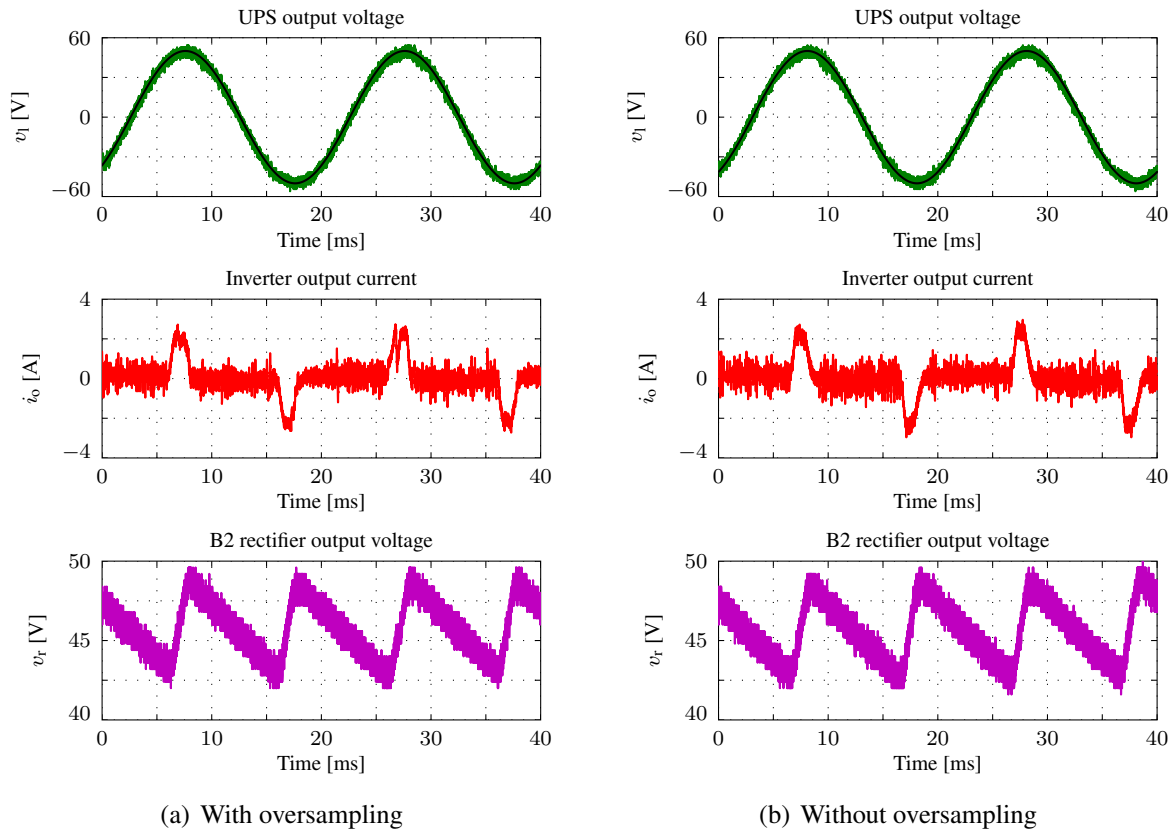 UPS output voltage
60
0
−60
v_l [V]
0 10 20 30 40
Time [ms]
Inverter output current
4
0
−4
i_o [A]
0 10 20 30 40
Time [ms]
B2 rectifier output voltage
50
45
40
v_r [V]
0 10 20 30 40
Time [ms]
(a) With oversampling
UPS output voltage
60
0
−60
v_l [V]
0 10 20 30 40
Time [ms]
Inverter output current
4
0
−4
i_o [A]
0 10 20 30 40
Time [ms]
B2 rectifier output voltage
50
45
40
v_r [V]
0 10 20 30 40
Time [ms]
(b) Without oversampling